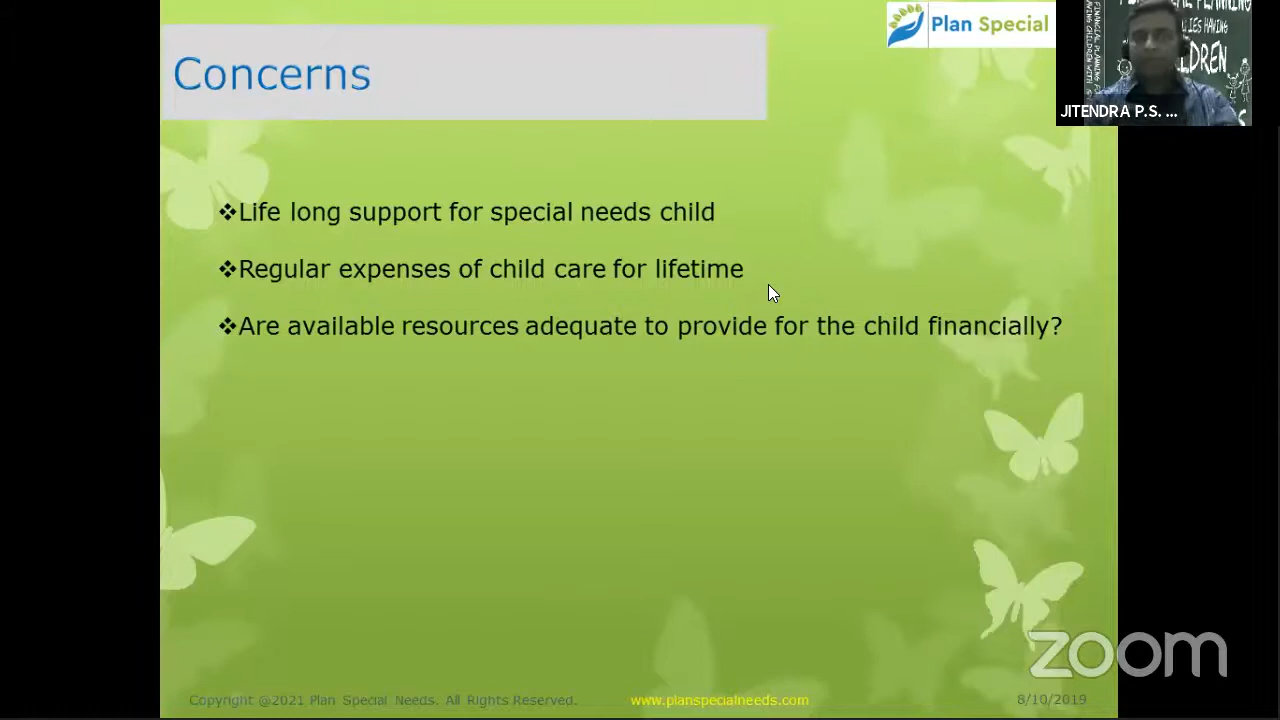 Concerns
Plan Special
❖Life long support for special needs child
❖Regular expenses of child care for lifetime
❖Are available resources adequate to provide for the child financially?
JITENDRA P.S. ...
LIES HAVING
zoom
Copyright @2021 Plan Special Needs. All Rights Reserved.
www.planspecialneeds.com
8/10/2019